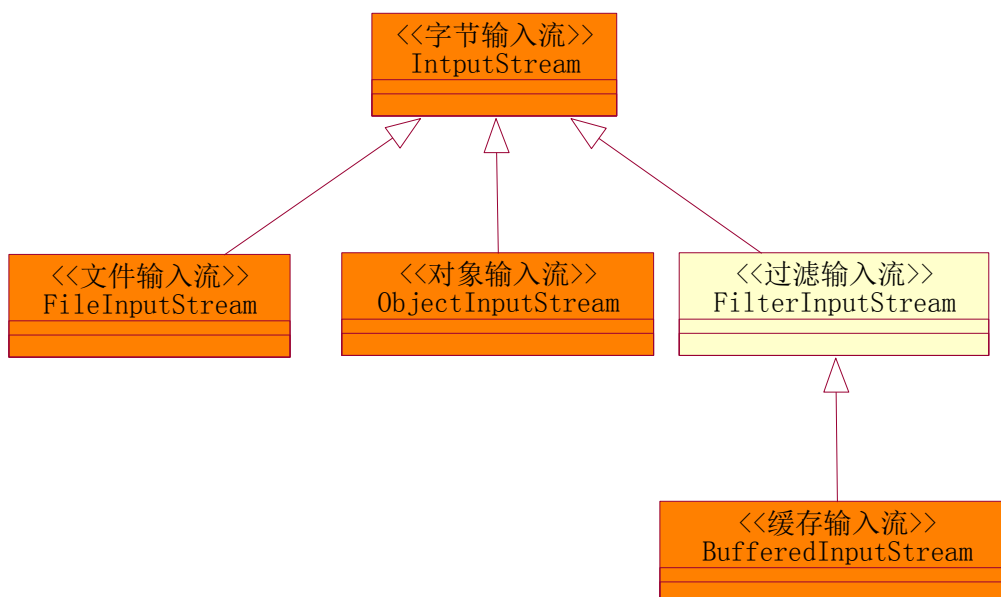 <<字节输入流>>
IntputStream
<<文件输入流>>
FileInputStream
<<对象输入流>>
ObjectInputStream
<<过滤输入流>>
FilterInputStream
<<缓存输入流>>
BufferedInputStream